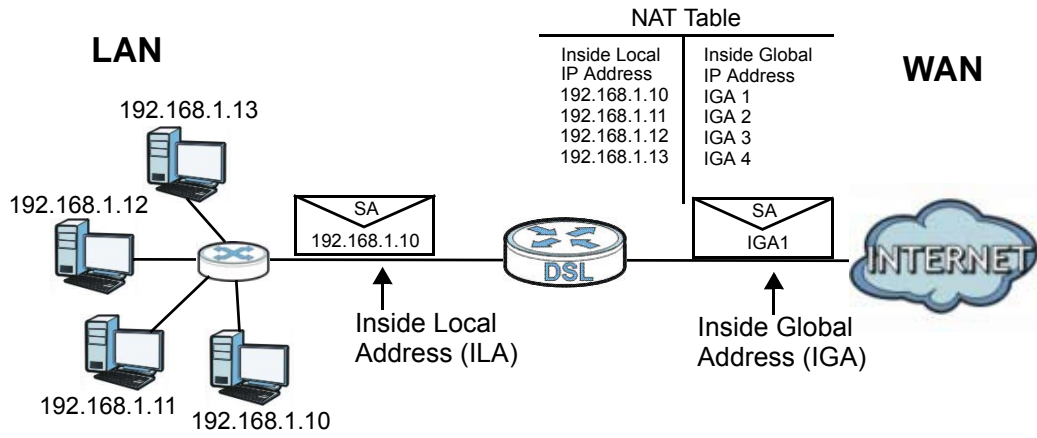 NAT Table
LAN
WAN
Inside Local
IP Address
192.168.1.10
192.168.1.11
192.168.1.12
192.168.1.13
Inside Global
IP Address
IGA 1
IGA 2
IGA 3
IGA 4
192.168.1.13
192.168.1.12
192.168.1.11
192.168.1.10
SA
192.168.1.10
DSL
SA
IGA1
INTERNET
Inside Local
Address (ILA)
Inside Global
Address (IGA)